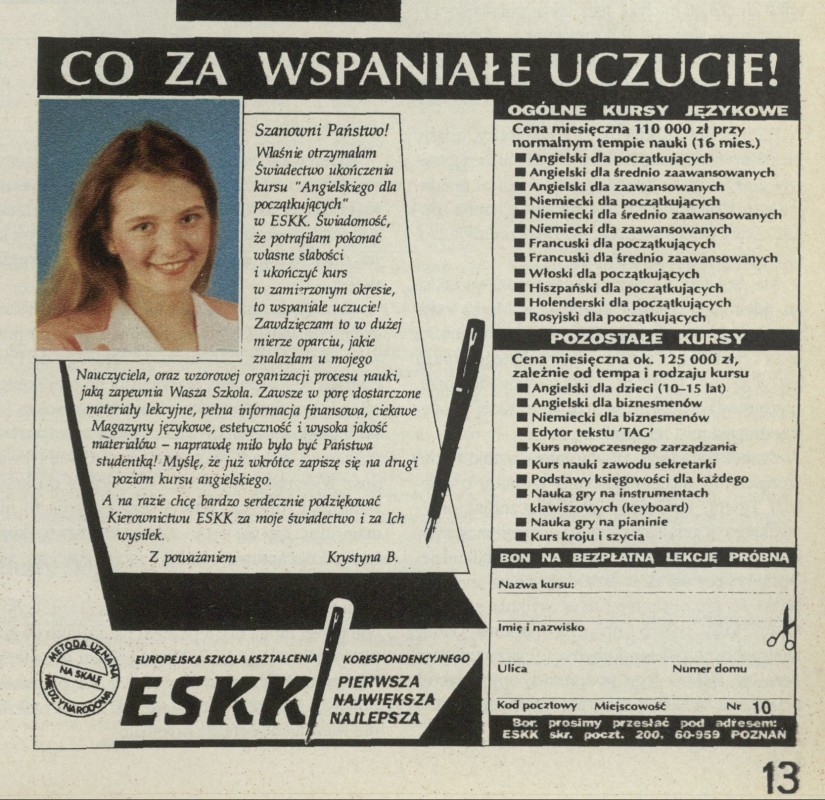 CO ZA WSPANIAŁE UCZUCIE!
Szanowni Państwo!
Właśnie otrzymałam
Świadectwo ukończenia
kursu "Angielskiego dla
początkujących"
w ESKK. Świadomość,
że potrafiłam pokonać
własne słabości
i ukończyć kurs
w zamierzonym okresie,
to wspaniałe uczucie!
Zawdzięczam to w dużej
mierze oparciu, jakie
znalazłam u mojego
Nauczyciela, oraz wzorowej organizacji procesu nauki,
jaką zapewnia Wasza Szkoła. Zawsze w porę dostarczone
materiały lekcyjne, pełna informacja finansowa, ciekawe
Magazyny językowe, estetyczność i wysoka jakość
materiałów – naprawdę miło było być Państwa
studentką! Myślę, że już wkrótce zapiszę się na drugi
poziom kursu angielskiego.
A na razie chcę bardzo serdecznie podziękować
Kierownictwu ESKK za moje świadectwo i za Ich
wysiłek.
Z poważaniem Krystyna B.
METODA UZNANA
NA SKALĘ
MIĘDZYNARODOWĄ
EUROPEJSKA SZKOŁA KSZTAŁCENIA KORESPONDENCYJNEGO
ESKK
PIERWSZA
NAJWIĘKSZA
NAJLEPSZA
OGÓLNE KURSY JĘZYKOWE
Cena miesięczna 110 000 zł przy
normalnym tempie nauki (16 mies.)
■ Angielski dla początkujących
■ Angielski dla średnio zaawansowanych
■ Angielski dla zaawansowanych
■ Niemiecki dla początkujących
■ Niemiecki dla średnio zaawansowanych
■ Niemiecki dla zaawansowanych
■ Francuski dla początkujących
■ Francuski dla średnio zaawansowanych
■ Włoski dla początkujących
■ Hiszpański dla początkujących
■ Holenderski dla początkujących
■ Rosyjski dla początkujących
POZOSTAŁE KURSY
Cena miesięczna ok. 125 000 zł,
zależnie od tempa i rodzaju kursu
■ Angielski dla dzieci (10–15 lat)
■ Angielski dla biznesmenów
■ Niemiecki dla biznesmenów
■ Edytor tekstu 'TAG'
■ Kurs nowoczesnego zarządzania
■ Kurs nauki zawodu sekretarki
■ Podstawy księgowości dla każdego
■ Nauka gry na instrumentach
klawiszowych (keyboard)
■ Nauka gry na pianinie
■ Kurs kroju i szycia
BON NA BEZPŁATNĄ LEKCJĘ PRÓBNĄ
Nazwa kursu:
Imię i nazwisko
Ulica Numer domu
Kod pocztowy Miejscowość Nr 10
Bon prosimy przesłać pod adresem:
ESKK skr. poczt. 200, 60-959 POZNAŃ
13